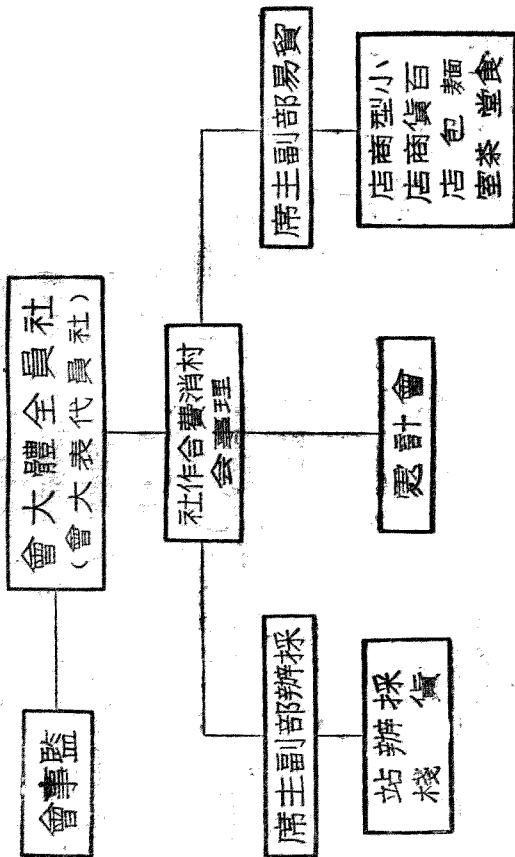 社員全體大會
（社員代表大會）
監事會
村消費合作社
理事会
貿易部副主席
採辦部副主席
小型商店
百貨商店
麵包店
食堂茶室
會計處
採辦站
貨棧